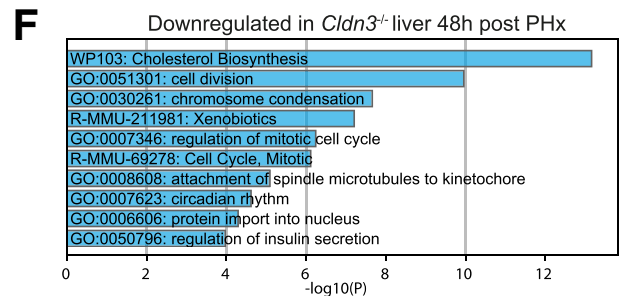 F
Downregulated in Cldn3-/- liver 48h post PHx
WP103: Cholesterol Biosynthesis
GO:0051301: cell division
GO:0030261: chromosome condensation
R-MMU-211981: Xenobiotics
GO:0007346: regulation of mitotic cell cycle
R-MMU-69278: Cell Cycle, Mitotic
GO:0008608: attachment of spindle microtubules to kinetochore
GO:0007623: circadian rhythm
GO:0006606: protein import into nucleus
GO:0050796: regulation of insulin secretion
0 2 4 6 8 10 12
-log10(P)